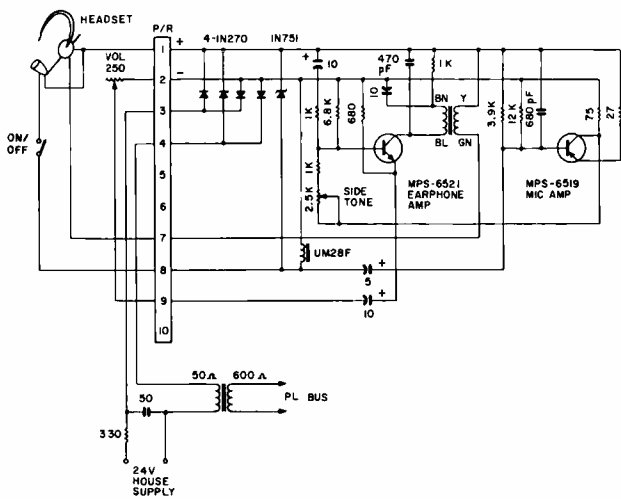 HEADSET
P/R
4-1N270
1N751
VOL
250
1
2
3
4
5
6
7
8
9
10
+
−
+
10
470
pF
1K
10
BN
Y
BL
GN
1K
6.8K
680
1K
2.5K
SIDE
TONE
MPS-6521
EARPHONE
AMP
3.9K
12K
680 pF
75
27
MPS-6519
MIC AMP
ON/
OFF
UM28F
+
5
+
10
50Ω
600 Ω
PL BUS
50
330
24V
HOUSE
SUPPLY